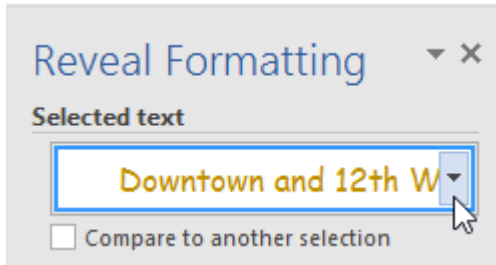 Reveal Formatting
Selected text
Downtown and 12th W
Compare to another selection